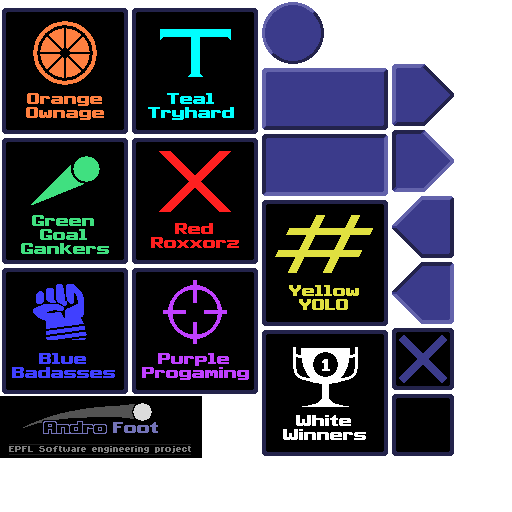 Orange
Ownage
Teal
Tryhard
Green
Goal
Gankers
Red
Roxxorz
Yellow
YOLO
Blue
Badasses
Purple
Progaming
1
White
Winners
Andro Foot
EPFL Software engineering project